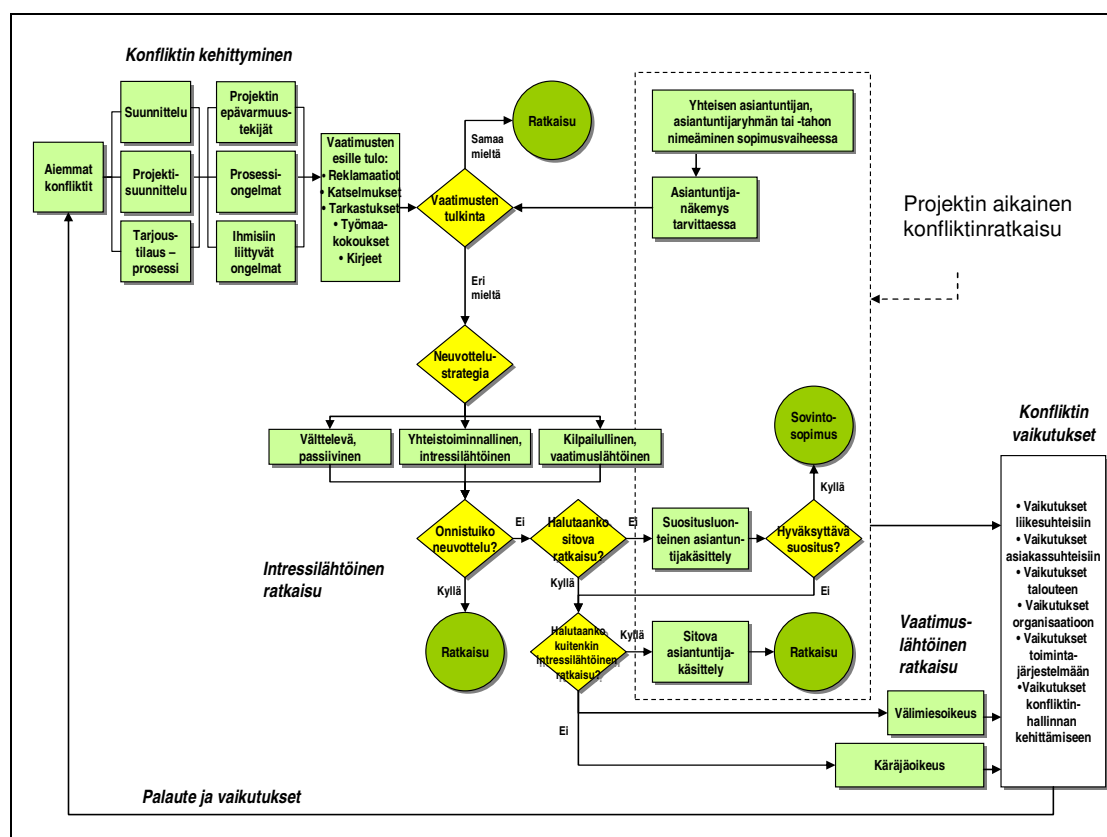 Konfliktin kehittyminen
Suunnittelu
Projektin
epävarmuus-
tekijät
Aiemmat
konfliktit
Projekti-
suunnittelu
Prosessi-
ongelmat
Tarjous-
tilaus –
prosessi
Ihmisiin
liittyvät
ongelmat
Vaatimusten
esille tulo:
• Reklamaatiot
• Katselmukset
• Tarkastukset
• Työmaa-
kokoukset
• Kirjeet
Ratkaisu
Samaa
mieltä
Vaatimusten
tulkinta
Eri
mieltä
Yhteisen asiantuntijan,
asiantuntijaryhmän tai -tahon
nimeäminen sopimusvaiheessa
Asiantuntija-
näkemys
tarvittaessa
Projektin aikainen
konfliktinratkaisu
Neuvottelu-
strategia
Välttelevä,
passiivinen
Yhteistoiminnallinen,
intressilähtöinen
Kilpailullinen,
vaatimuslähtöinen
Sovinto-
sopimus
Kyllä
Onnistuiko
neuvottelu?
Ei
Halutaanko
sitova
ratkaisu?
Ei
Suositusluon-
teinen asiantun-
tijakäsittely
Hyväksyttävä
suositus?
Intressilähtöinen
ratkaisu
Kyllä
Kyllä
Ei
Ratkaisu
Halutaanko
kuitenkin
intressilähtöinen
ratkaisu?
Kyllä
Sitova
asiantuntija-
käsittely
Ratkaisu
Ei
Vaatimus-
lähtöinen
ratkaisu
Välimiesoikeus
Käräjäoikeus
Konfliktin
vaikutukset
• Vaikutukset
liikesuhteisiin
• Vaikutukset
asiakassuhteisiin
• Vaikutukset
talouteen
• Vaikutukset
organisaatioon
• Vaikutukset
toiminta-
järjestelmään
•Vaikutukset
konfliktin-
hallinnan
kehittämiseen
Palaute ja vaikutukset